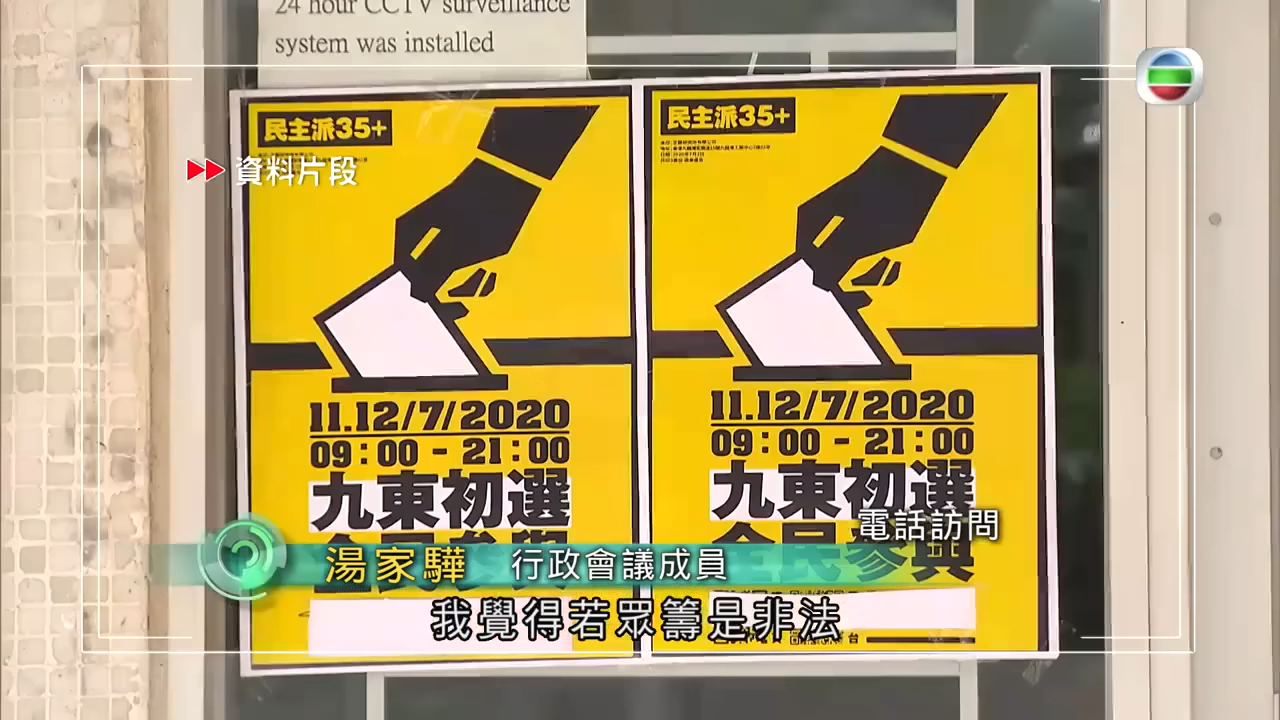 24 hour CCTV surveillance
system was installed
民主派35+
民主派35+
資料片段
11.12/7/2020
09:00 - 21:00
九東初選
11.12/7/2020
09:00 - 21:00
九東初選
全民參與
電話訪問
湯家驊 行政會議成員
我覺得若眾籌是非法